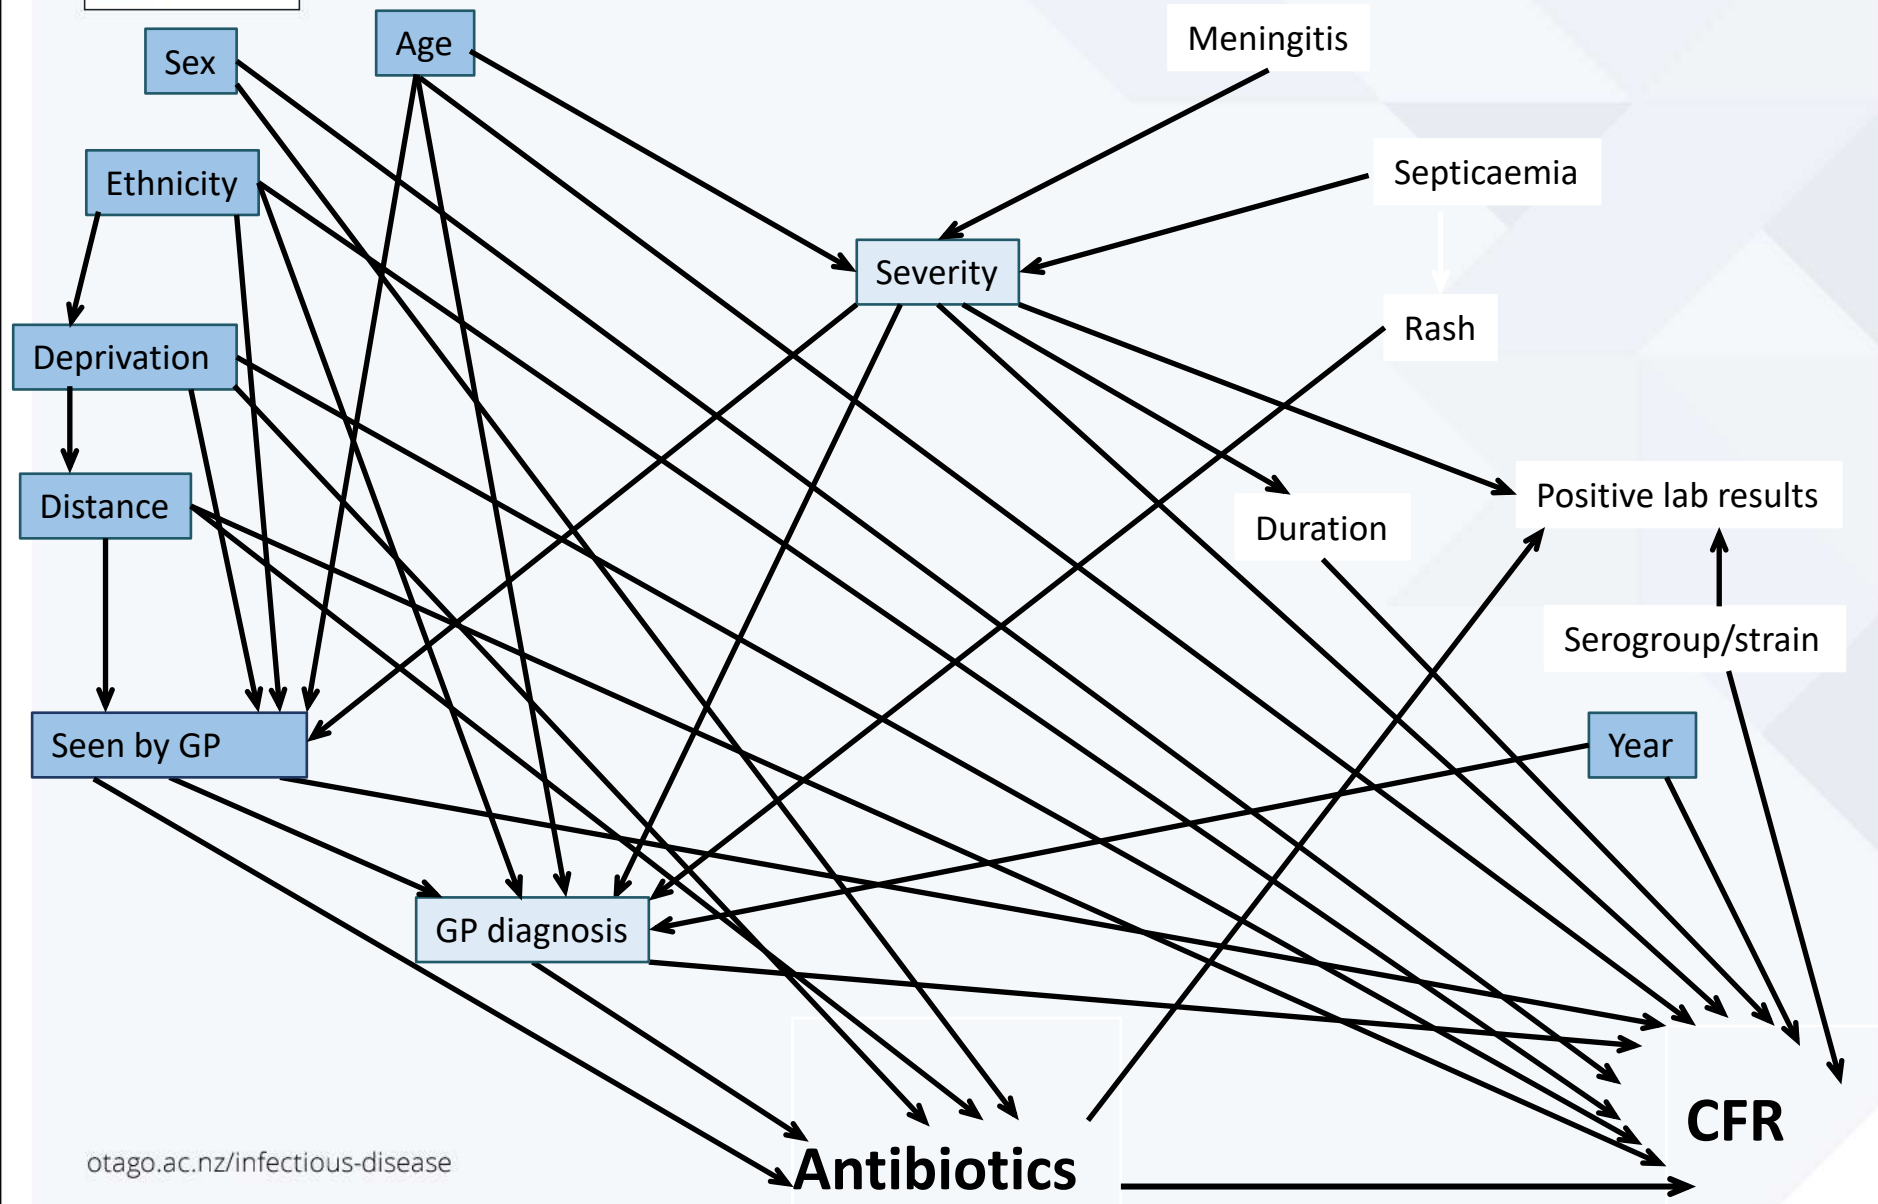 Sex
Age
Meningitis
Ethnicity
Septicaemia
Severity
Rash
Deprivation
Distance
Duration
Positive lab results
Serogroup/strain
Seen by GP
Year
GP diagnosis
CFR
Antibiotics
otago.ac.nz/infectious-disease